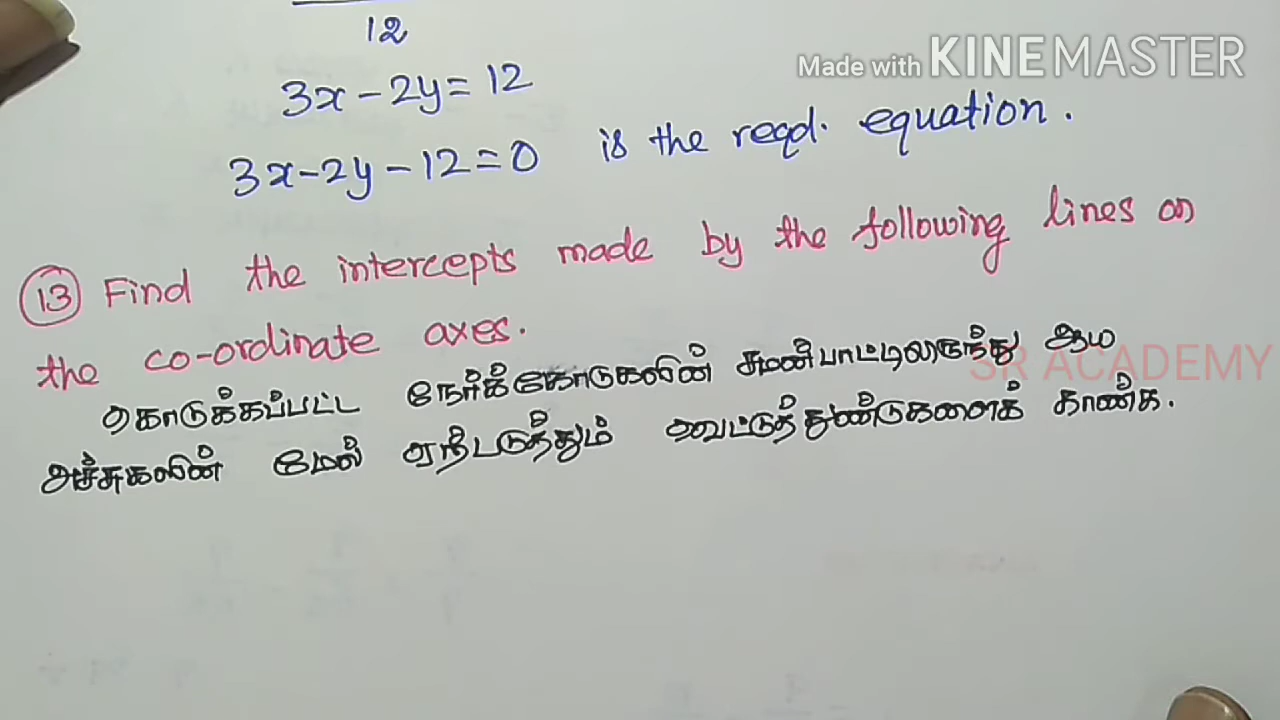 12
Made with KINEMASTER
3x - 2y = 12
3x - 2y - 12 = 0 is the reqd. equation.
13 Find the intercepts made by the following lines on
the co-ordinate axes.
SR ACADEMY
கொடுக்கப்பட்ட நேர்க்கோடுகளின் சமன்பாட்டிலிருந்து ஆய
அச்சுகளின் மேல் ஏற்படுத்தும் வெட்டுத்துண்டுகளைக் காண்க.